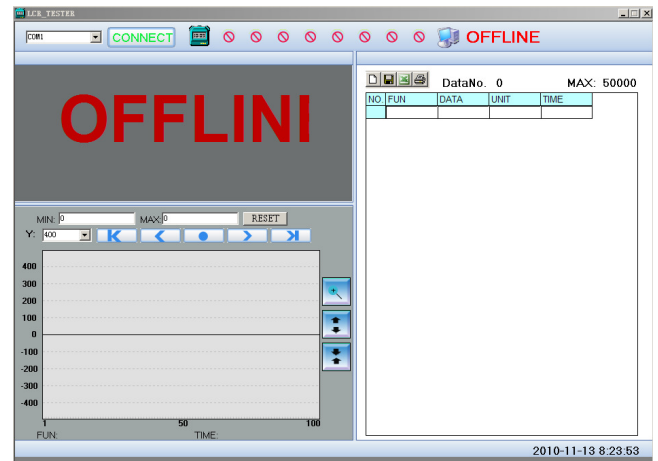 LCR_TESTER
COM1 CONNECT OFFLINE
OFFLINI
DataNo. 0 MAX: 50000
NO. FUN DATA UNIT TIME
MIN: 0 MAX: 0 RESET
Y: 400
400
300
200
100
0
-100
-200
-300
-400
1 50 100
FUN: TIME:
2010-11-13 8:23:53